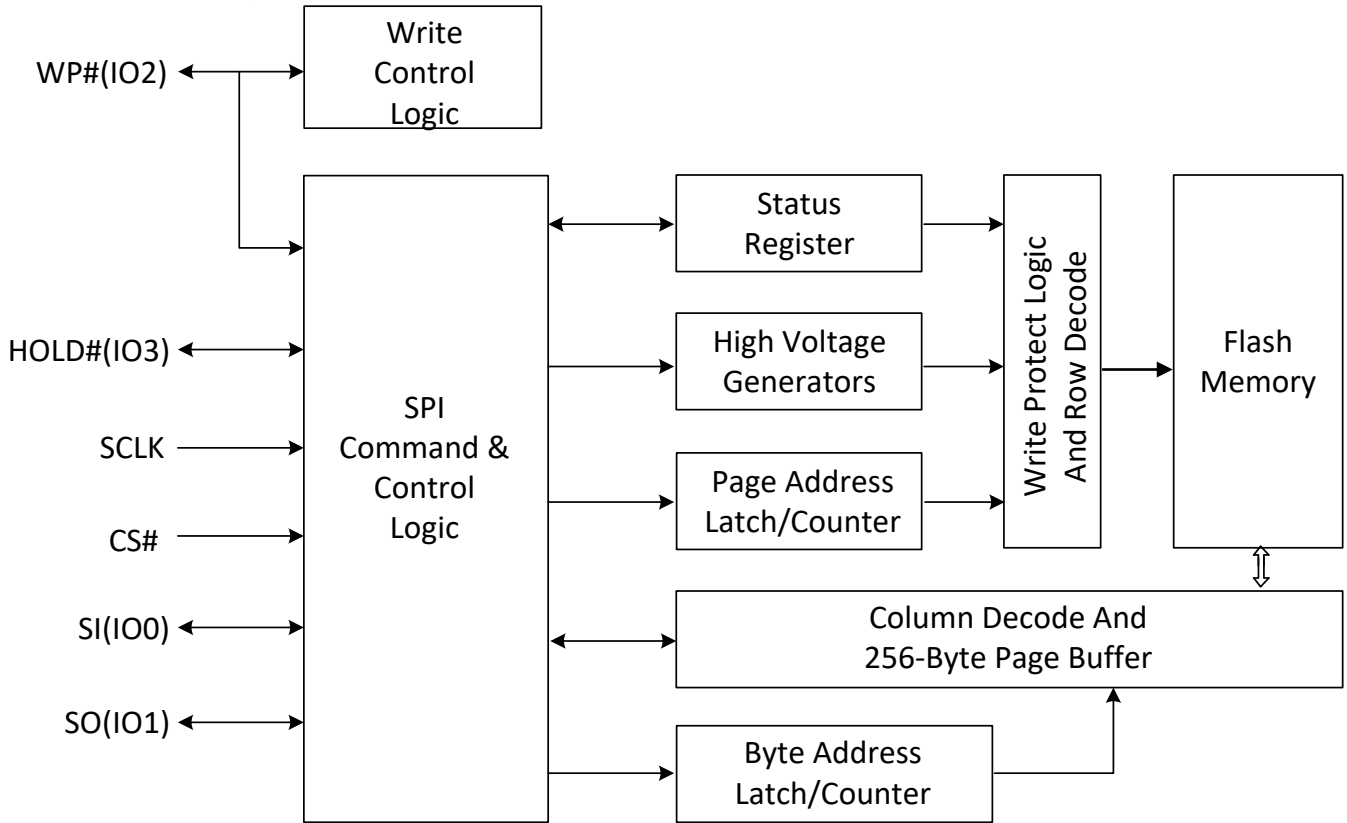 Write
Control
Logic
WP#(IO2)
HOLD#(IO3)
SCLK
CS#
SI(IO0)
SO(IO1)
SPI
Command &
Control
Logic
Status
Register
High Voltage
Generators
Page Address
Latch/Counter
Write Protect Logic
And Row Decode
Flash
Memory
Column Decode And
256-Byte Page Buffer
Byte Address
Latch/Counter